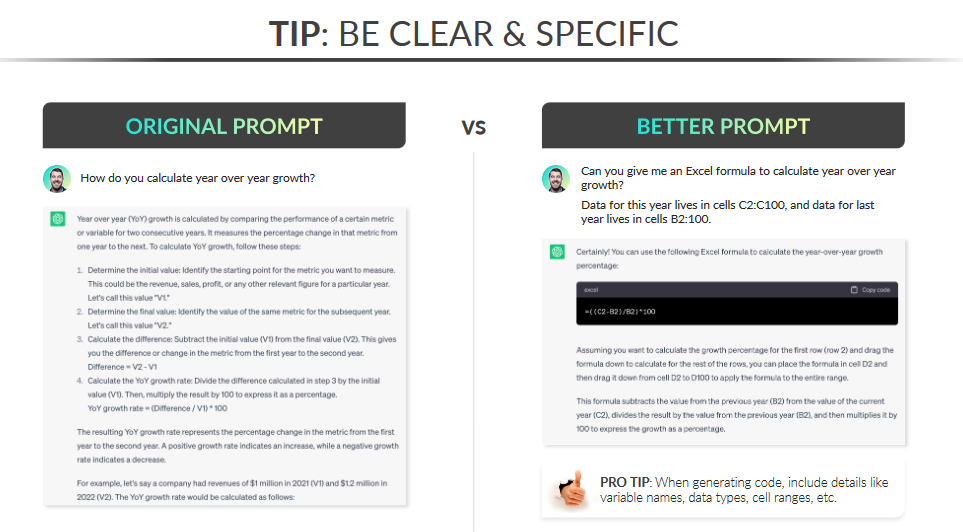 TIP: BE CLEAR & SPECIFIC
ORIGINAL PROMPT
VS
BETTER PROMPT
How do you calculate year over year growth?
Year over year (YoY) growth is calculated by comparing the performance of a certain metric
or variable for two consecutive years. It measures the percentage change in that metric from
one year to the next. To calculate YoY growth, follow these steps:
1. Determine the initial value: Identify the starting point for the metric you want to measure.
This could be the revenue, sales, profit, or any other relevant figure for a particular year.
Let's call this value "V1."
2. Determine the final value: Identify the value of the same metric for the subsequent year.
Let's call this value "V2."
3. Calculate the difference: Subtract the initial value (V1) from the final value (V2). This gives
you the difference or change in the metric from the first year to the second year.
Difference = V2 - V1
4. Calculate the YoY growth rate: Divide the difference calculated in step 3 by the initial
value (V1). Then, multiply the result by 100 to express it as a percentage.
YoY growth rate = (Difference / V1) * 100
The resulting YoY growth rate represents the percentage change in the metric from the first
year to the second year. A positive growth rate indicates an increase, while a negative growth
rate indicates a decrease.
For example, let's say a company had revenues of $1 million in 2021 (V1) and $1.2 million in
2022 (V2). The YoY growth rate would be calculated as follows:
Can you give me an Excel formula to calculate year over year
growth?
Data for this year lives in cells C2:C100, and data for last
year lives in cells B2:100.
Certainly! You can use the following Excel formula to calculate the year-over-year growth
percentage:
excel
Copy code
=((C2-B2)/B2)*100
Assuming you want to calculate the growth percentage for the first row (row 2) and drag the
formula down to calculate for the rest of the rows, you can place the formula in cell D2 and
then drag it down from cell D2 to D100 to apply the formula to the entire range.
This formula subtracts the value from the previous year (B2) from the value of the current
year (C2), divides the result by the value from the previous year (B2), and then multiplies it by
100 to express the growth as a percentage.
PRO TIP: When generating code, include details like
variable names, data types, cell ranges, etc.